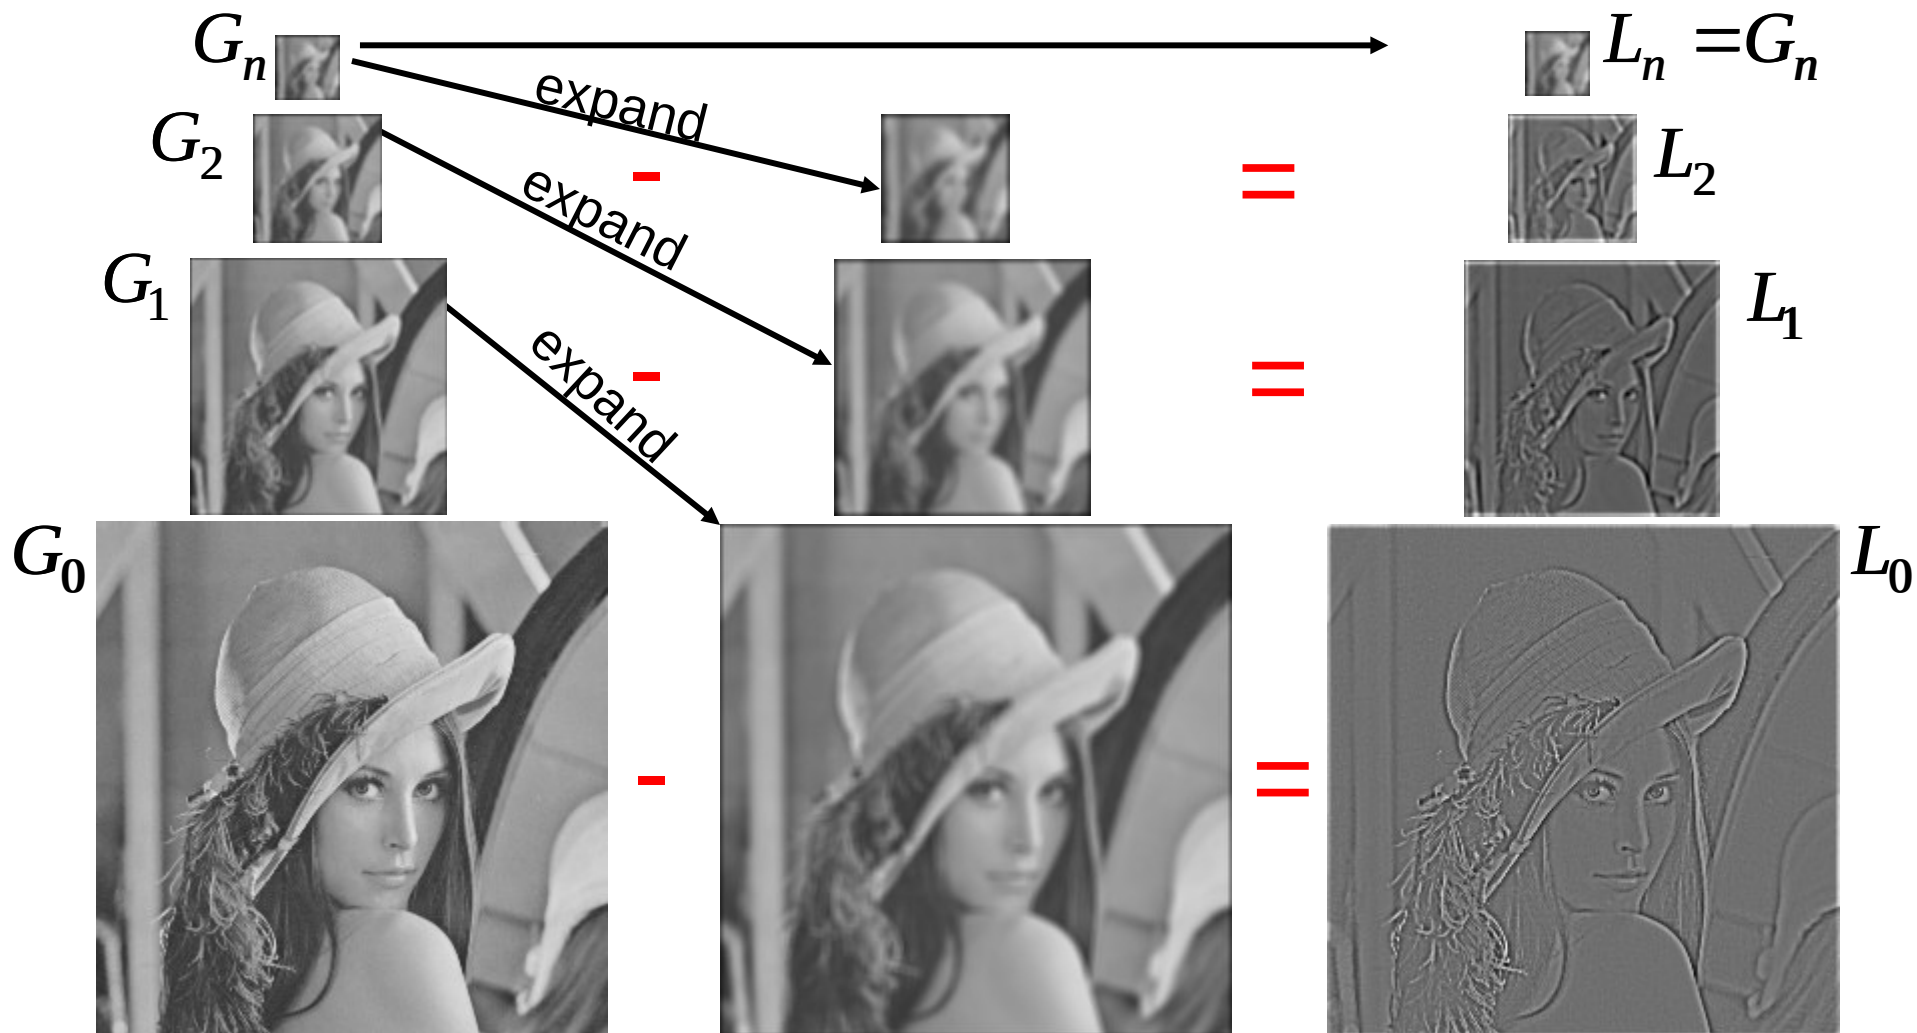 Gₙ Lₙ =Gₙ
expand
G₂ - = L₂
expand
G₁ - = L₁
expand
G₀ - = L₀